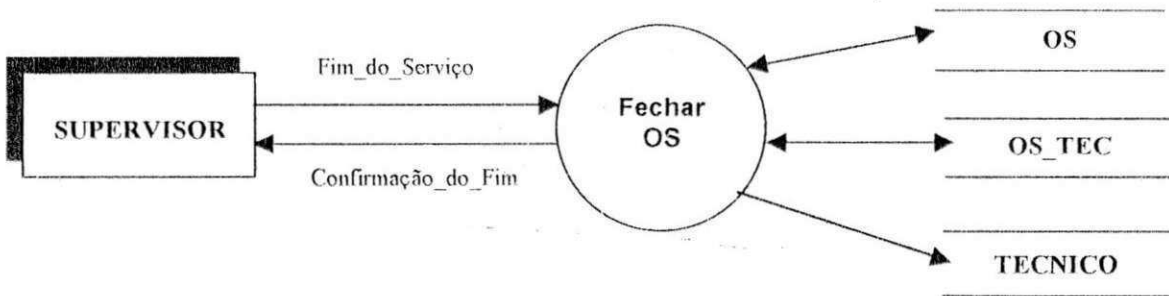 OS
Fim_do_Serviço
Fechar
OS
SUPERVISOR
OS_TEC
Confirmação_do_Fim
TECNICO